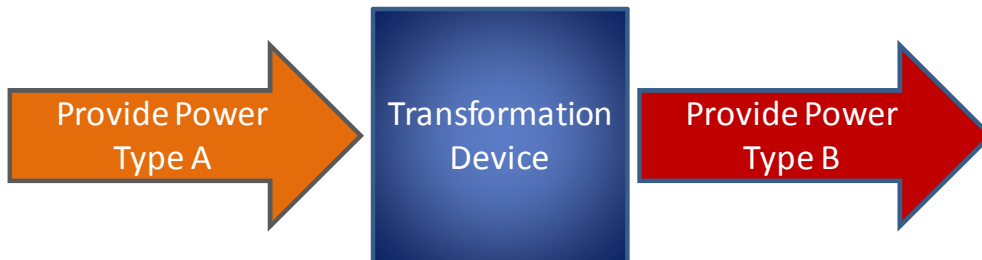 Provide Power
Type A
Transformation
Device
Provide Power
Type B